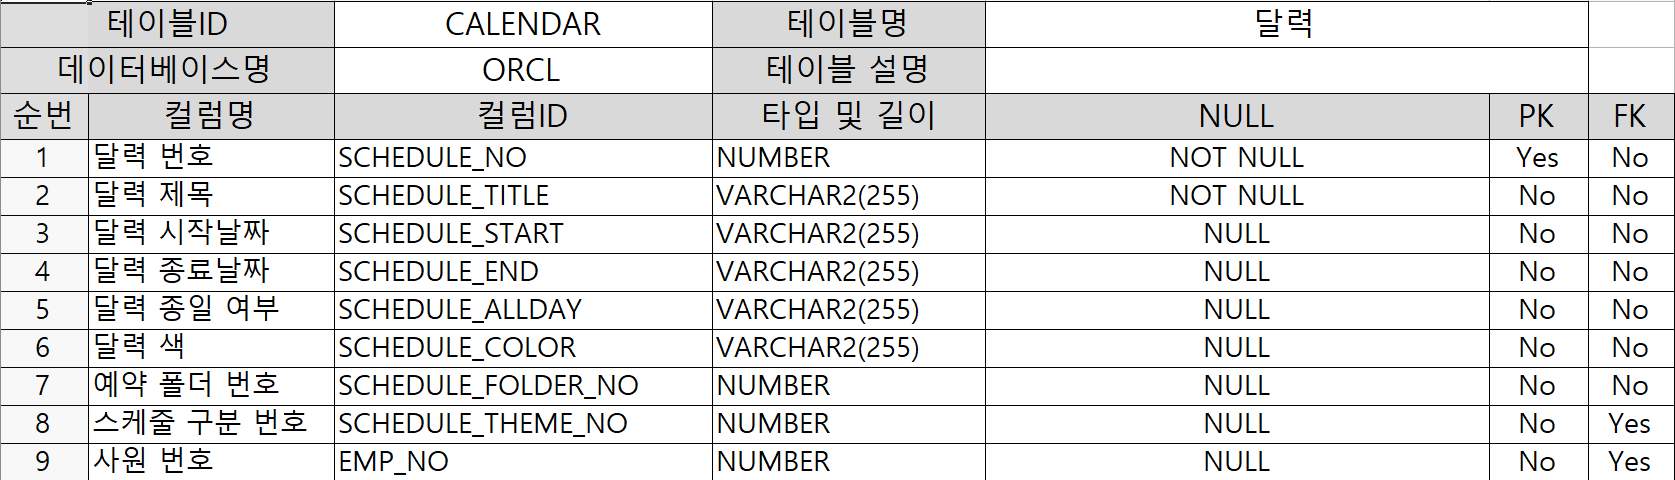 테이블ID CALENDAR 테이블명 달력
데이터베이스명 ORCL 테이블 설명
순번 컬럼명 컬럼ID 타입 및 길이 NULL PK FK
1 달력 번호 SCHEDULE_NO NUMBER NOT NULL Yes No
2 달력 제목 SCHEDULE_TITLE VARCHAR2(255) NOT NULL No No
3 달력 시작날짜 SCHEDULE_START VARCHAR2(255) NULL No No
4 달력 종료날짜 SCHEDULE_END VARCHAR2(255) NULL No No
5 달력 종일 여부 SCHEDULE_ALLDAY VARCHAR2(255) NULL No No
6 달력 색 SCHEDULE_COLOR VARCHAR2(255) NULL No No
7 예약 폴더 번호 SCHEDULE_FOLDER_NO NUMBER NULL No No
8 스케줄 구분 번호 SCHEDULE_THEME_NO NUMBER NULL No Yes
9 사원 번호 EMP_NO NUMBER NULL No Yes